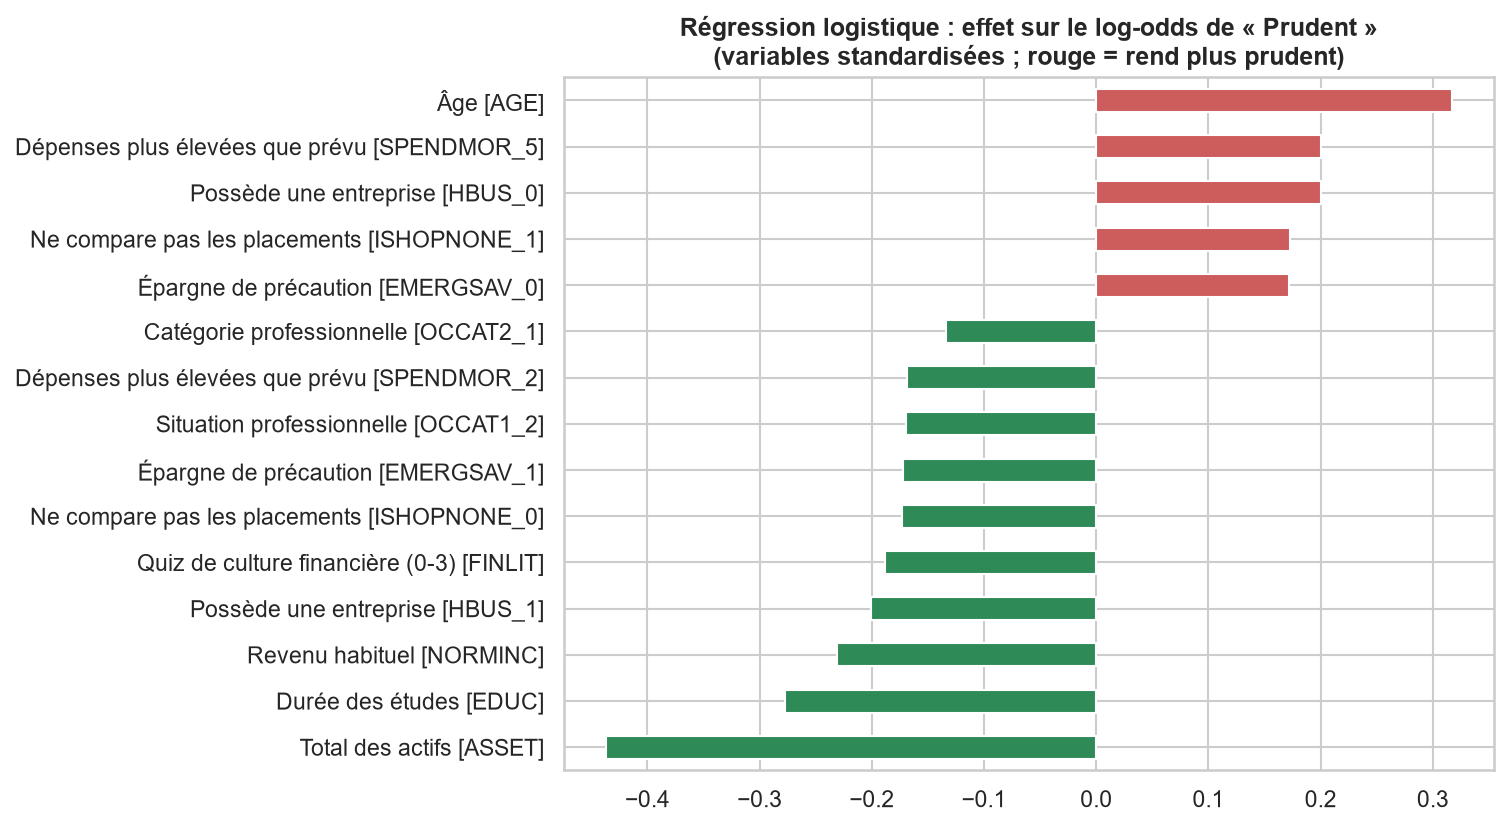 Régression logistique : effet sur le log-odds de « Prudent »
(variables standardisées ; rouge = rend plus prudent)
Âge [AGE]
Dépenses plus élevées que prévu [SPENDMOR_5]
Possède une entreprise [HBUS_0]
Ne compare pas les placements [ISHOPNONE_1]
Épargne de précaution [EMERGSAV_0]
Catégorie professionnelle [OCCAT2_1]
Dépenses plus élevées que prévu [SPENDMOR_2]
Situation professionnelle [OCCAT1_2]
Épargne de précaution [EMERGSAV_1]
Ne compare pas les placements [ISHOPNONE_0]
Quiz de culture financière (0-3) [FINLIT]
Possède une entreprise [HBUS_1]
Revenu habituel [NORMINC]
Durée des études [EDUC]
Total des actifs [ASSET]
−0.4 −0.3 −0.2 −0.1 0.0 0.1 0.2 0.3